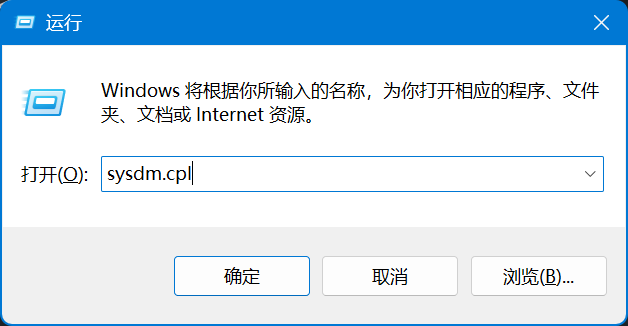 运行
Windows 将根据你所输入的名称，为你打开相应的程序、文件
夹、文档或 Internet 资源。
打开(O): sysdm.cpl
确定 取消 浏览(B)...